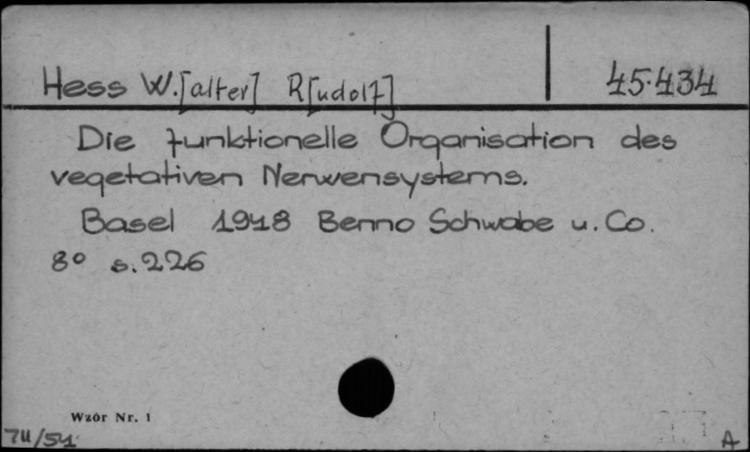 Hess W.[alter] R[udolf] 45.434
Die funktionelle Organisation des
vegetativen Nerwensystems.
Basel 1948 Benno Schwabe u. Co.
8° s. 226
Wzór Nr. 1
74/54
A